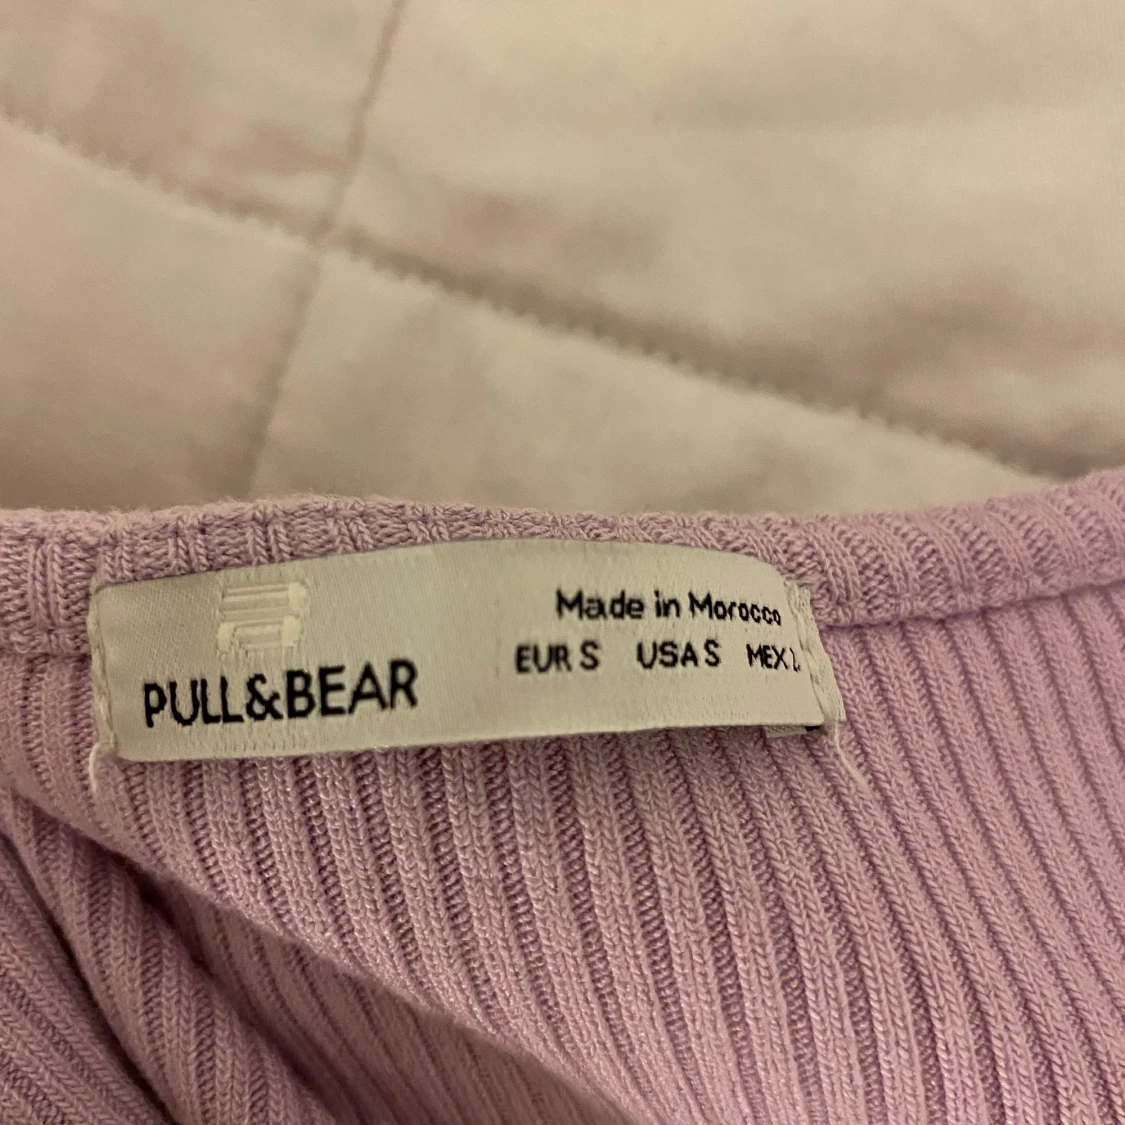 Made in Morocco
EUR S USA S MEX
PULL&BEAR